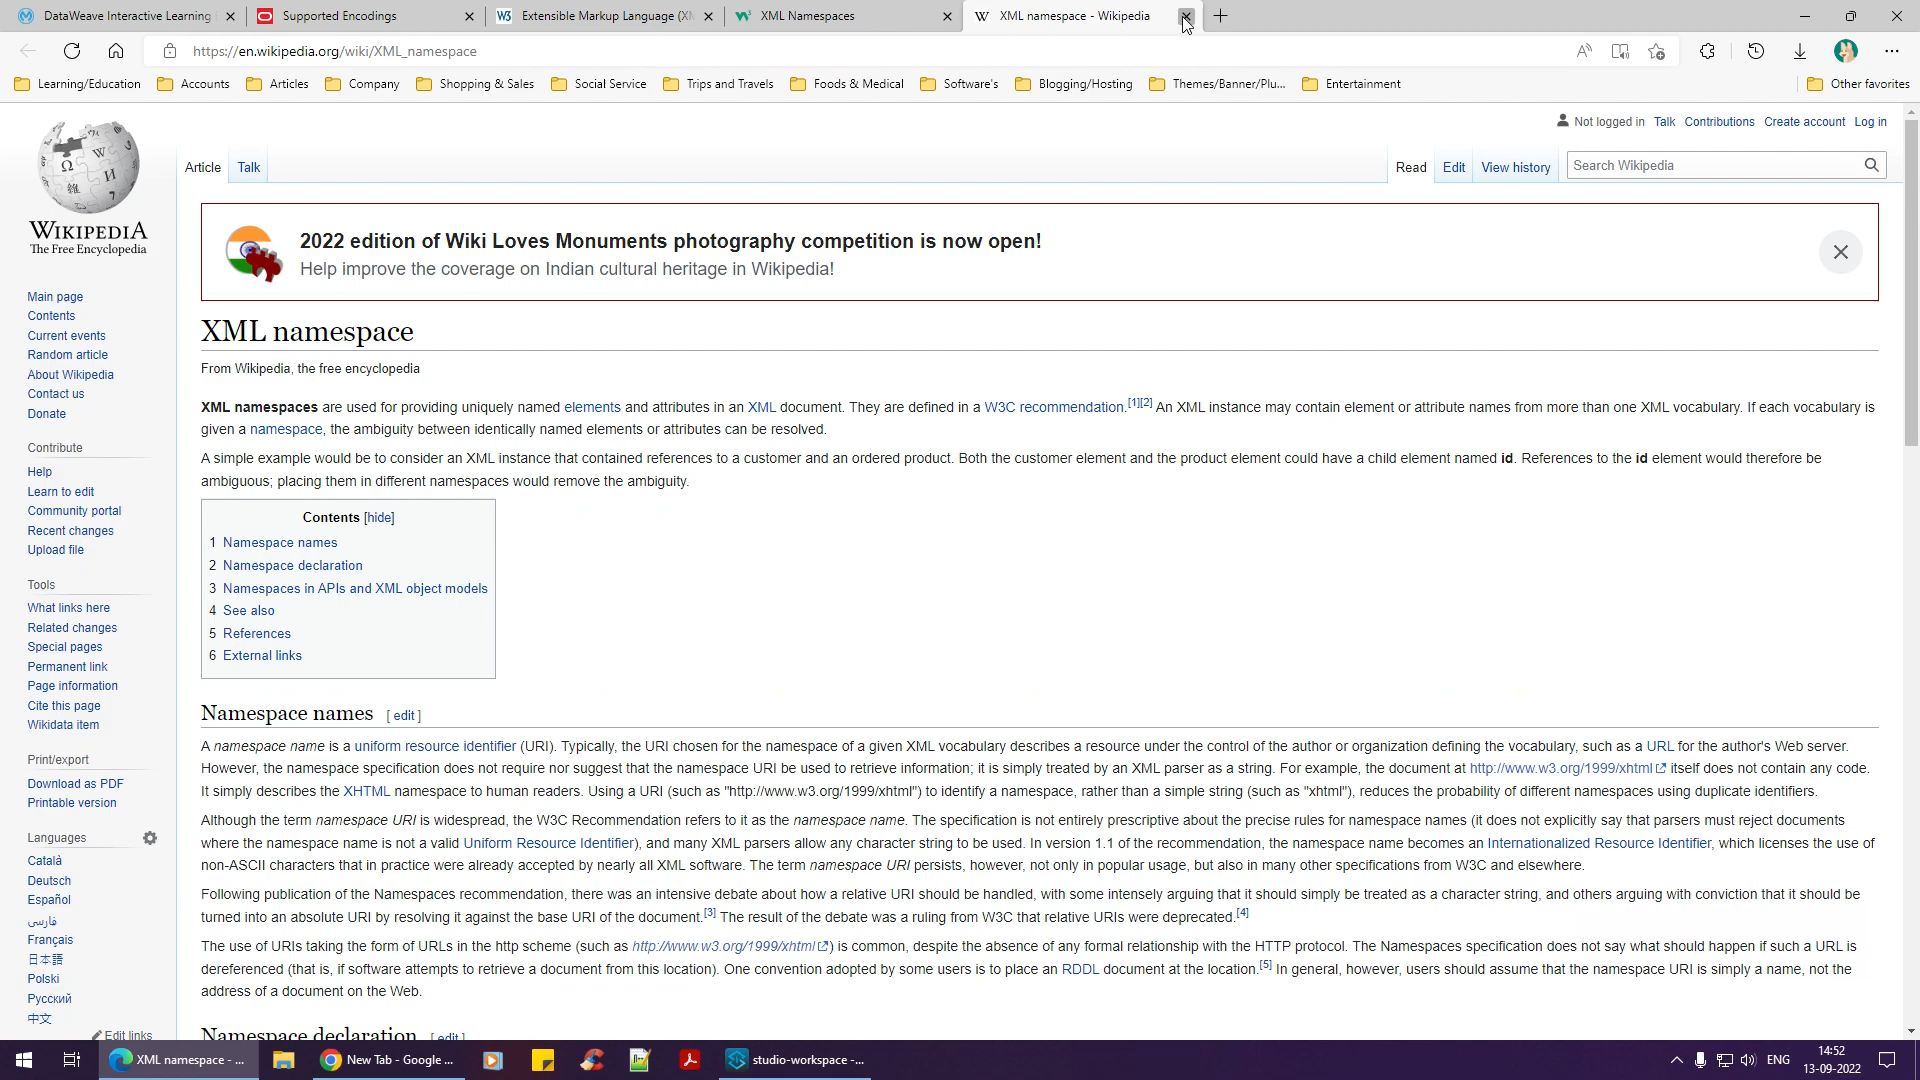 DataWeave Interactive Learning
Supported Encodings
Extensible Markup Language (XM
XML Namespaces
XML namespace - Wikipedia
https://en.wikipedia.org/wiki/XML_namespace
Learning/Education
Accounts
Articles
Company
Shopping & Sales
Social Service
Trips and Travels
Foods & Medical
Software's
Blogging/Hosting
Themes/Banner/Plu...
Entertainment
Other favorites
Not logged in Talk Contributions Create account Log in
Article Talk
Read Edit View history Search Wikipedia
WIKIPEDIA
The Free Encyclopedia
Main page
Contents
Current events
Random article
About Wikipedia
Contact us
Donate
Contribute
Help
Learn to edit
Community portal
Recent changes
Upload file
Tools
What links here
Related changes
Special pages
Permanent link
Page information
Cite this page
Wikidata item
Print/export
Download as PDF
Printable version
Languages
Català
Deutsch
Español
فارسی
Français
日本語
Polski
Русский
中文
Edit links
2022 edition of Wiki Loves Monuments photography competition is now open!
Help improve the coverage on Indian cultural heritage in Wikipedia!
XML namespace
From Wikipedia, the free encyclopedia
XML namespaces are used for providing uniquely named elements and attributes in an XML document. They are defined in a W3C recommendation.[1][2] An XML instance may contain element or attribute names from more than one XML vocabulary. If each vocabulary is
given a namespace, the ambiguity between identically named elements or attributes can be resolved.
A simple example would be to consider an XML instance that contained references to a customer and an ordered product. Both the customer element and the product element could have a child element named id. References to the id element would therefore be
ambiguous; placing them in different namespaces would remove the ambiguity.
Contents [hide]
1 Namespace names
2 Namespace declaration
3 Namespaces in APIs and XML object models
4 See also
5 References
6 External links
Namespace names [ edit ]
A namespace name is a uniform resource identifier (URI). Typically, the URI chosen for the namespace of a given XML vocabulary describes a resource under the control of the author or organization defining the vocabulary, such as a URL for the author's Web server.
However, the namespace specification does not require nor suggest that the namespace URI be used to retrieve information; it is simply treated by an XML parser as a string. For example, the document at http://www.w3.org/1999/xhtml itself does not contain any code.
It simply describes the XHTML namespace to human readers. Using a URI (such as "http://www.w3.org/1999/xhtml") to identify a namespace, rather than a simple string (such as "xhtml"), reduces the probability of different namespaces using duplicate identifiers.
Although the term namespace URI is widespread, the W3C Recommendation refers to it as the namespace name. The specification is not entirely prescriptive about the precise rules for namespace names (it does not explicitly say that parsers must reject documents
where the namespace name is not a valid Uniform Resource Identifier), and many XML parsers allow any character string to be used. In version 1.1 of the recommendation, the namespace name becomes an Internationalized Resource Identifier, which licenses the use of
non-ASCII characters that in practice were already accepted by nearly all XML software. The term namespace URI persists, however, not only in popular usage, but also in many other specifications from W3C and elsewhere.
Following publication of the Namespaces recommendation, there was an intensive debate about how a relative URI should be handled, with some intensely arguing that it should simply be treated as a character string, and others arguing with conviction that it should be
turned into an absolute URI by resolving it against the base URI of the document.[3] The result of the debate was a ruling from W3C that relative URIs were deprecated.[4]
The use of URIs taking the form of URLs in the http scheme (such as http://www.w3.org/1999/xhtml) is common, despite the absence of any formal relationship with the HTTP protocol. The Namespaces specification does not say what should happen if such a URL is
dereferenced (that is, if software attempts to retrieve a document from this location). One convention adopted by some users is to place an RDDL document at the location.[5] In general, however, users should assume that the namespace URI is simply a name, not the
address of a document on the Web.
Namespace declaration [ edit ]
XML namespace - ...
New Tab - Google ...
studio-workspace -...
ENG
14:52
13-09-2022